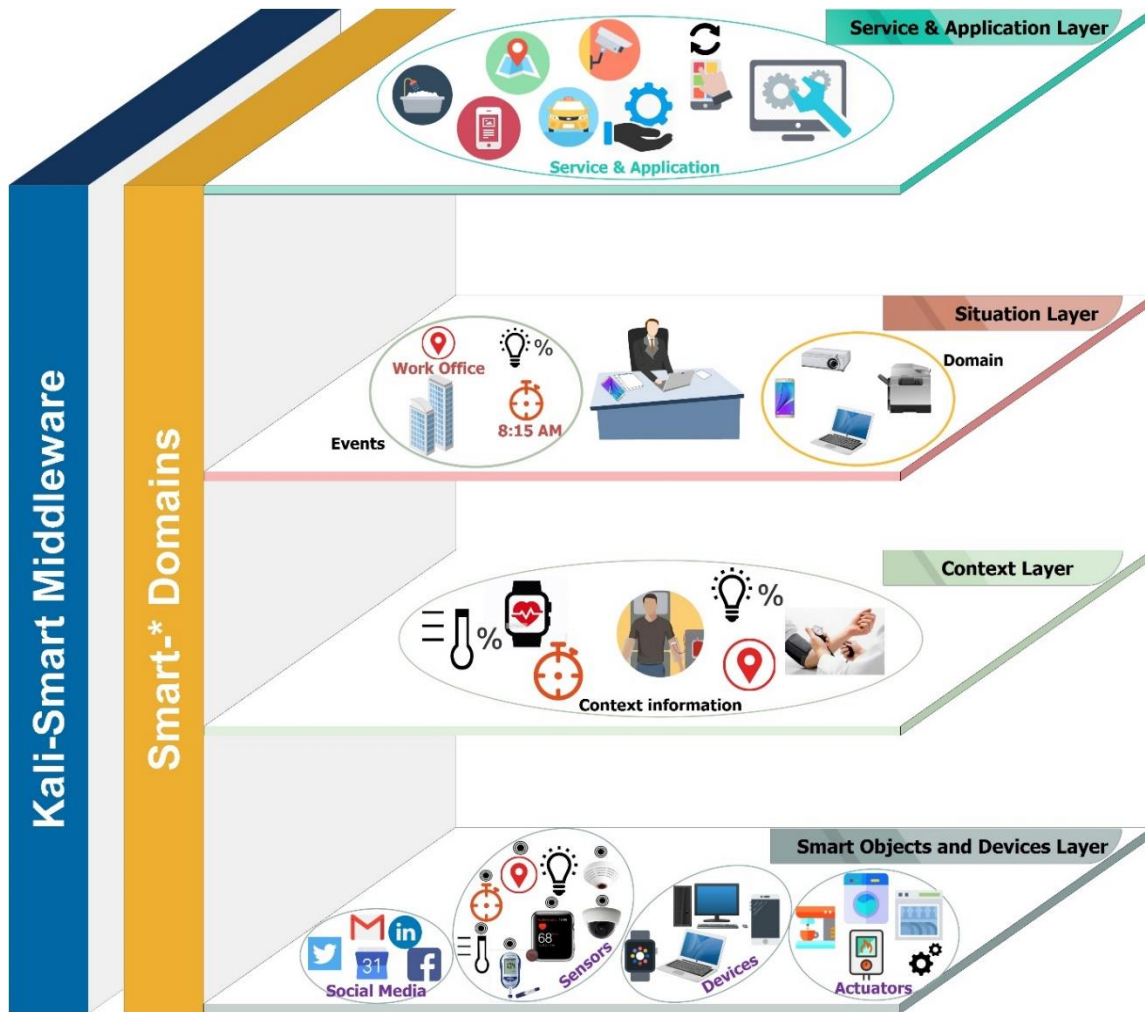 Kali-Smart Middleware
Smart-* Domains
Service & Application Layer
Service & Application
Situation Layer
Work Office
%
8:15 AM
Events
Domain
Context Layer
%
%
Context information
Smart Objects and Devices Layer
31
in
f
68
Social Media
Sensors
Devices
Actuators